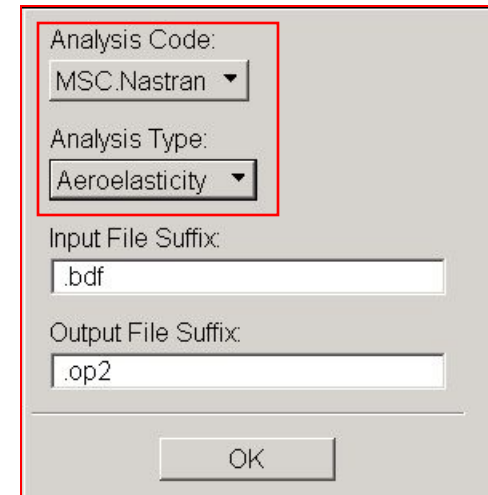 Analysis Code:
MSC.Nastran
Analysis Type:
Aeroelasticity
Input File Suffix:
.bdf
Output File Suffix:
.op2
OK